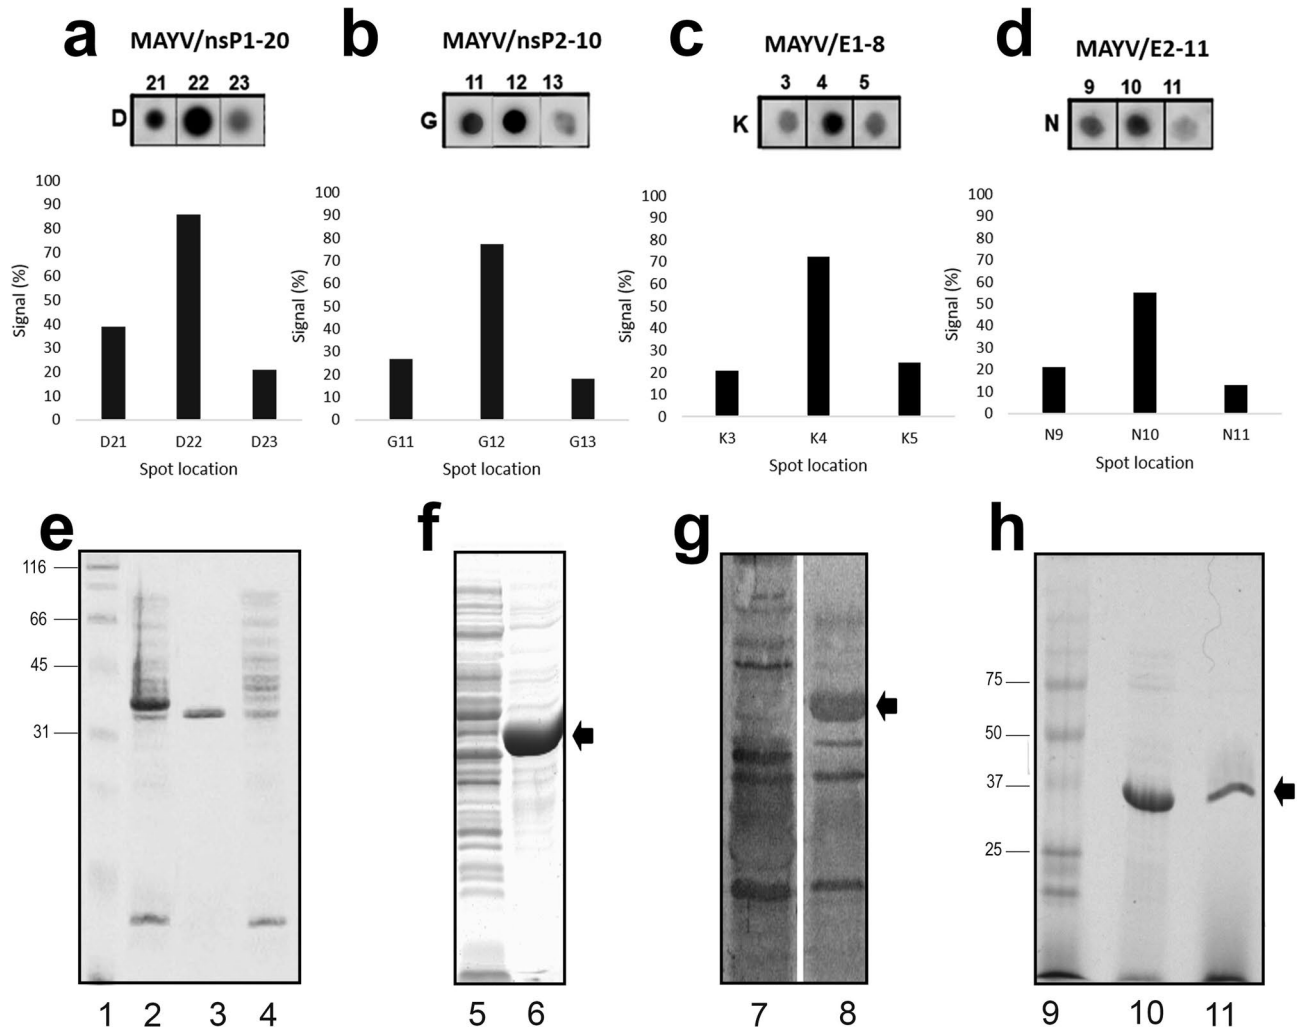 a MAYV/nsP1-20
21 22 23
D
100
90
80
70
60
50
40
30
20
10
0
Signal (%)
D21 D22 D23
Spot location
b MAYV/nsP2-10
11 12 13
G
100
90
80
70
60
50
40
30
20
10
0
Signal (%)
G11 G12 G13
Spot location
c MAYV/E1-8
3 4 5
K
100
90
80
70
60
50
40
30
20
10
0
Signal (%)
K3 K4 K5
Spot location
d MAYV/E2-11
9 10 11
N
100
90
80
70
60
50
40
30
20
10
0
Signal (%)
N9 N10 N11
Spot location
e
116
66
45
31
1 2 3 4
f
5 6
g
7 8
h
75
50
37
25
9 10 11